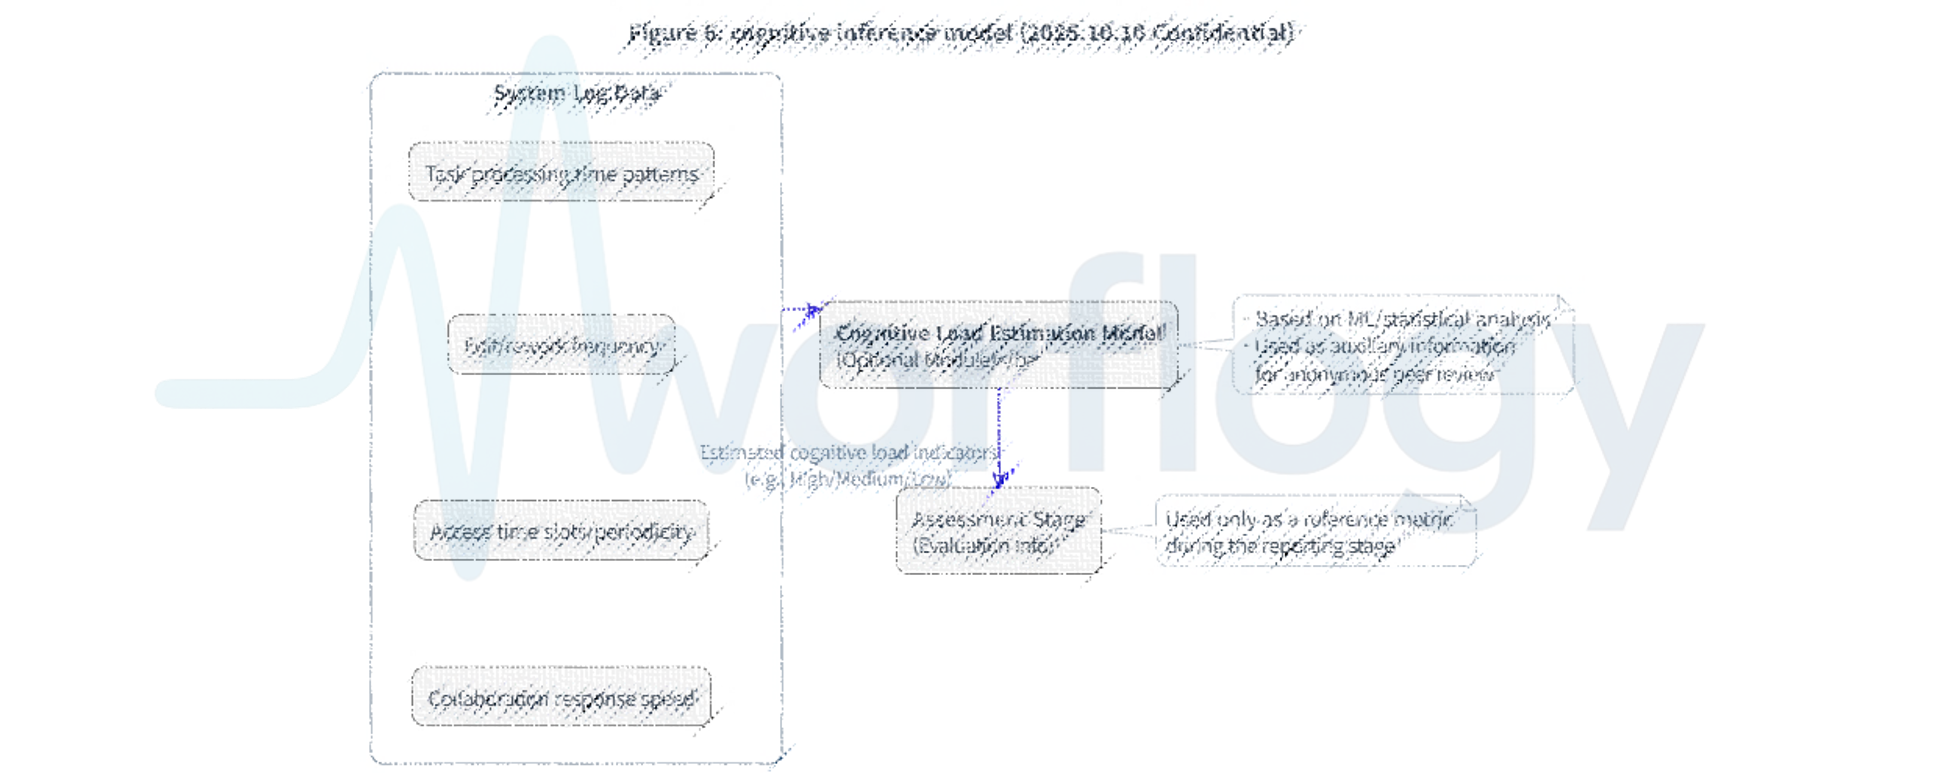 Figure 6: cognitive inference model (2025.10.10 Confidential)
System Log Data
Task processing time patterns
Edit/rework frequency
Access time slots/periodicity
Collaboration response speed
Cognitive Load Estimation Model
(Optional Module)</b>
- Based on ML/statistical analysis
- Used as auxiliary information
for anonymous peer review
Estimated cognitive load indicators
(e.g., High/Medium/Low)
Assessment Stage
(Evaluation Info)
Used only as a reference metric
during the reporting stage
worflogy